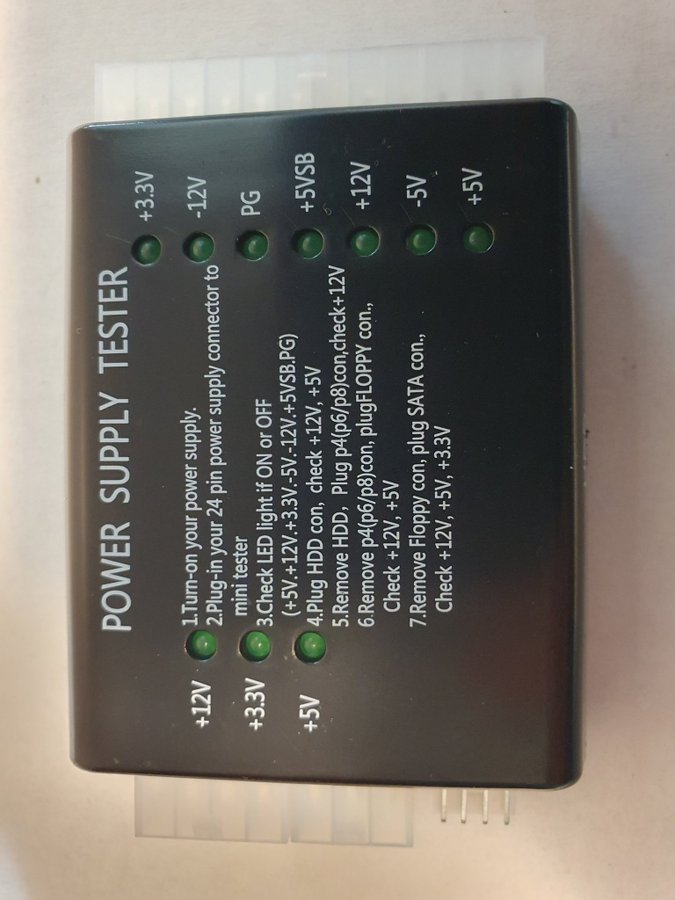 POWER SUPPLY TESTER
1.Turn-on your power supply.
2.Plug-in your 24 pin power supply connector to
mini tester
3.Check LED light if ON or OFF
(+5V.+12V.+3.3V.-5V.-12V.+5VSB.PG)
4.Plug HDD con, check +12V, +5V
5.Remove HDD, Plug p4(p6/p8)con,check+12V
6.Remove p4(p6/p8)con, plugFLOPPY con.,
Check +12V, +5V
7.Remove Floppy con, plug SATA con.,
Check +12V, +5V, +3.3V
+12V
+3.3V
+5V
+3.3V
-12V
PG
+5VSB
+12V
-5V
+5V